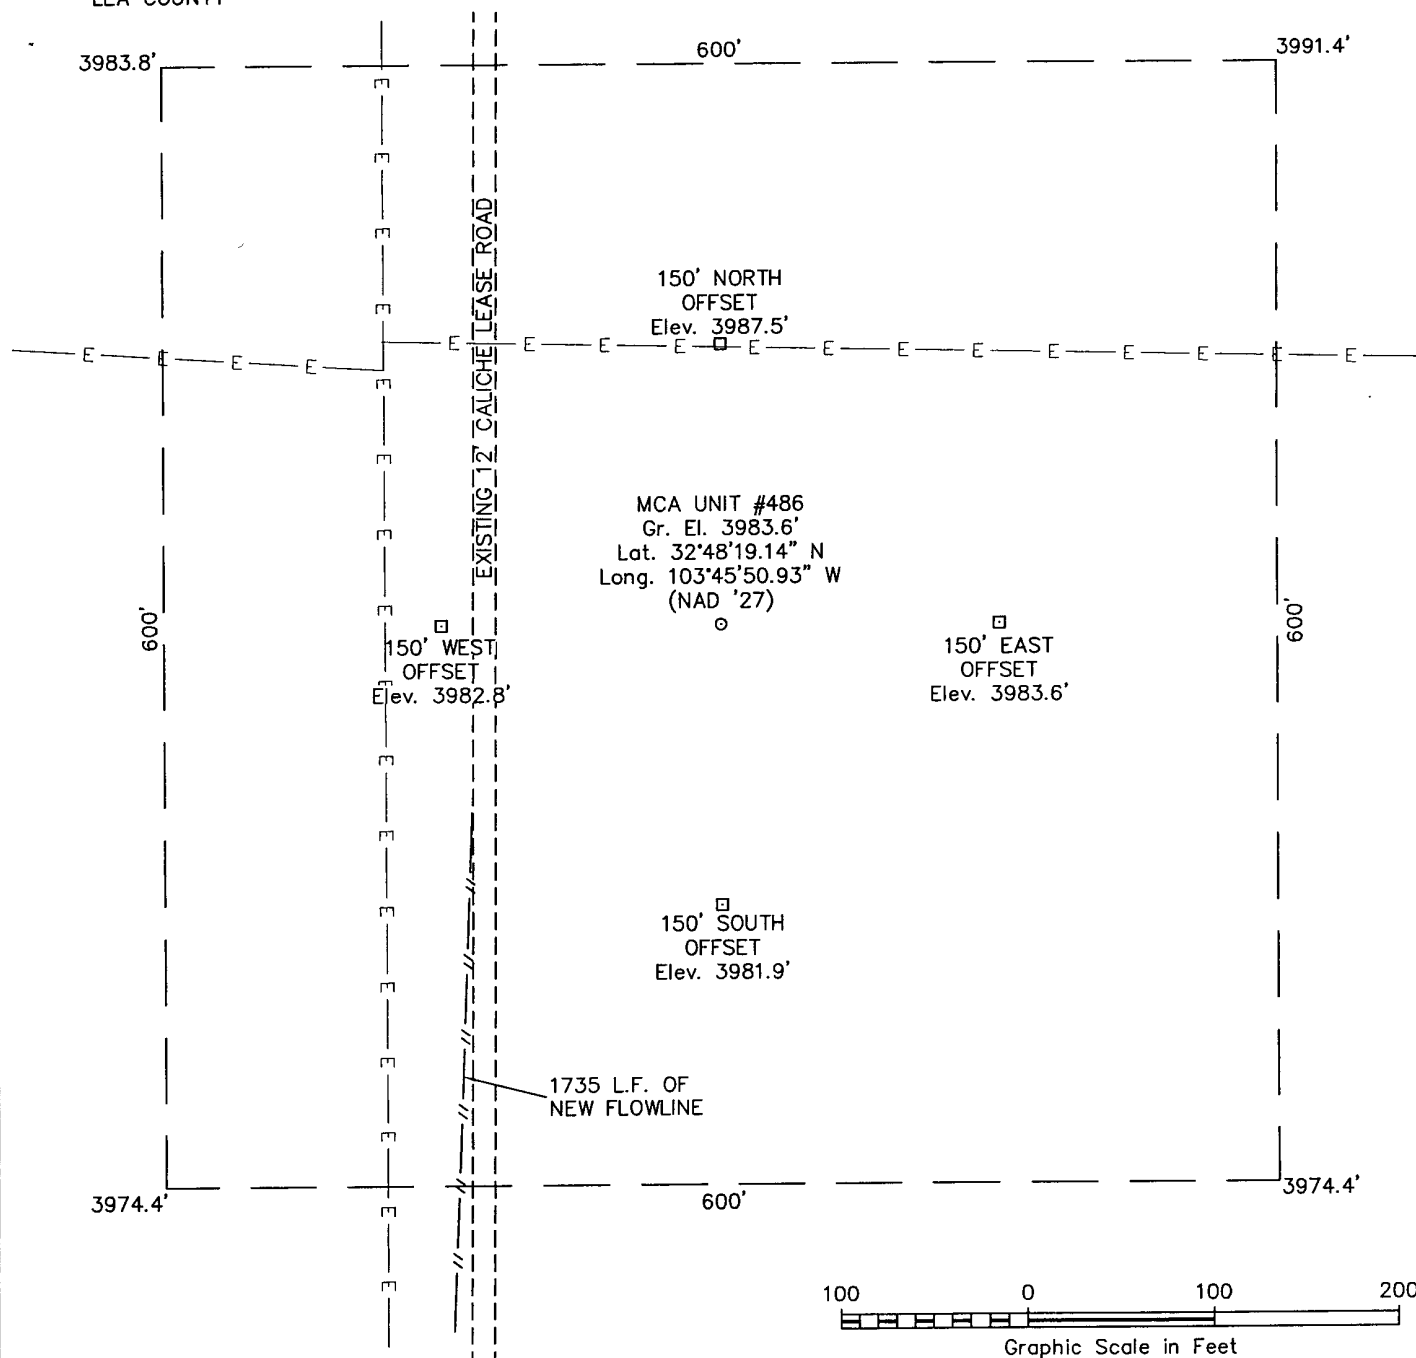 LEA COUNTY
3983.8'
600'
3991.4'
EXISTING 12' CALICHE LEASE ROAD
150' NORTH
OFFSET
Elev. 3987.5'
E E E E E E E E E E E E E E E E E
MCA UNIT #486
Gr. El. 3983.6'
Lat. 32°48'19.14" N
Long. 103°45'50.93" W
(NAD '27)
600'
600'
150' WEST
OFFSET
Elev. 3982.8'
150' EAST
OFFSET
Elev. 3983.6'
150' SOUTH
OFFSET
Elev. 3981.9'
1735 L.F. OF
NEW FLOWLINE
3974.4'
600'
3974.4'
E E E E E E E E E E E E E E E E E
100 0 100 200
Graphic Scale in Feet